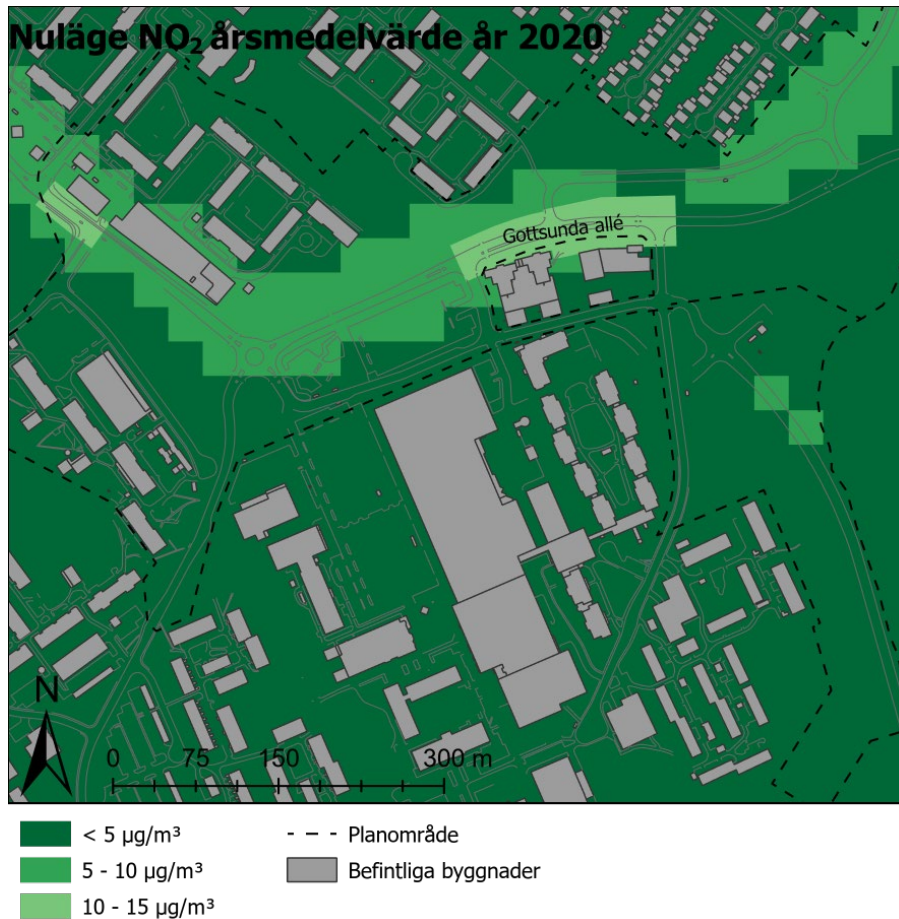 Nuläge NO₂ årsmedelvärde år 2020
Gottsunda allé
N
0 75 150 300 m
< 5 µg/m³
5 - 10 µg/m³
10 - 15 µg/m³
Planområde
Befintliga byggnader